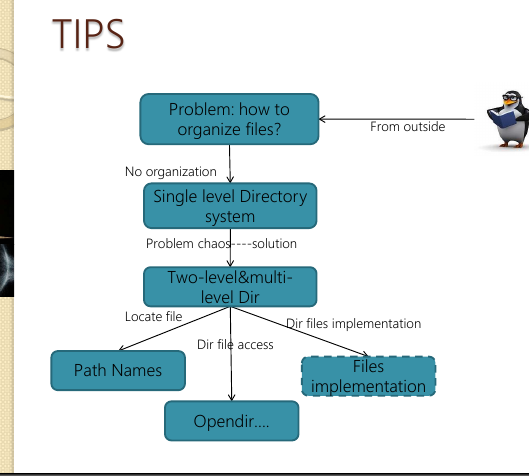 TIPS
Problem: how to
organize files?
From outside
No organization
Single level Directory
system
Problem chaos----solution
Two-level&multi-
level Dir
Locate file
Dir files implementation
Dir file access
Path Names
Files
implementation
Opendir....